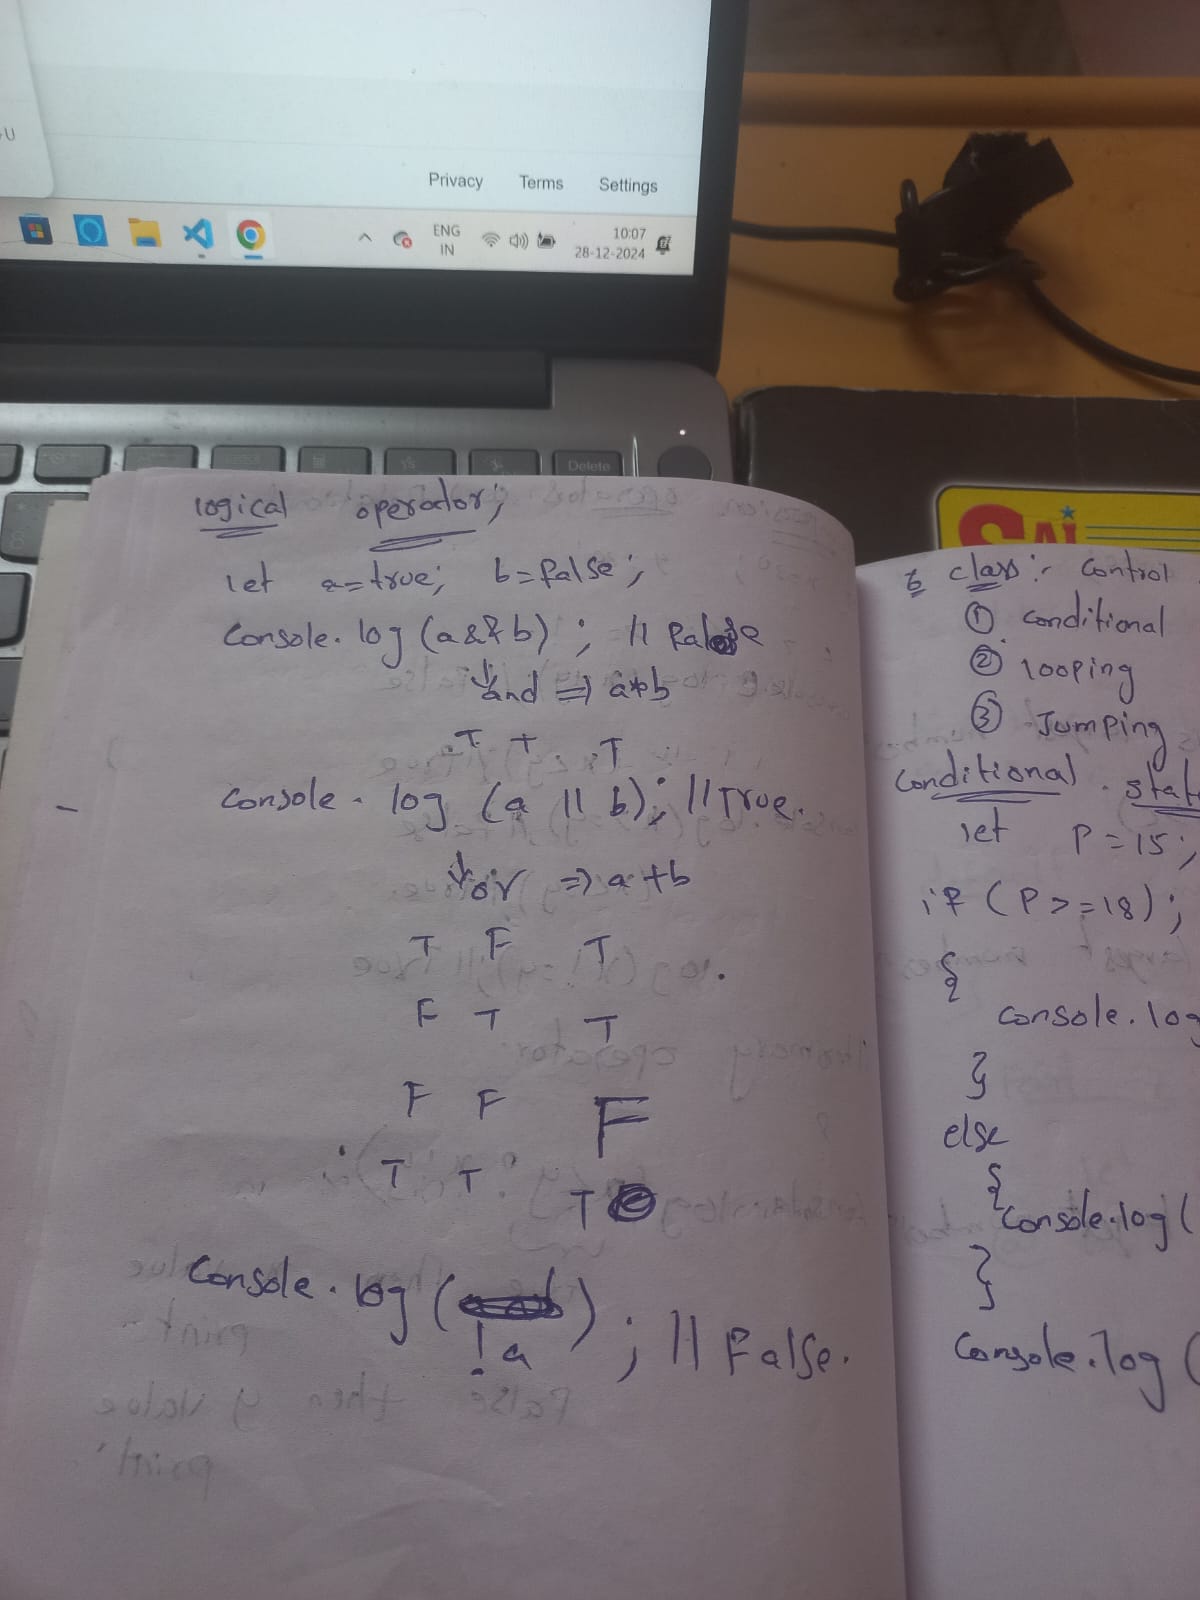 U
Privacy Terms Settings
ENG
IN
10:07
28-12-2024
Delete
SAI
logical operador;
let a=true; b=false;
Console.log (a&&b); // false
and => a*b
T T T
Console.log (a || b); //True.
or => a+b
T F T
F T T
F F F
T T T
Console.log (!a); // False.
6 class:- Control
① conditional
② looping
③ Jumping
Conditional state
let P=15;
if (P>=18);
{
console.log
}
else
{
Console.log (
}
Console.log (